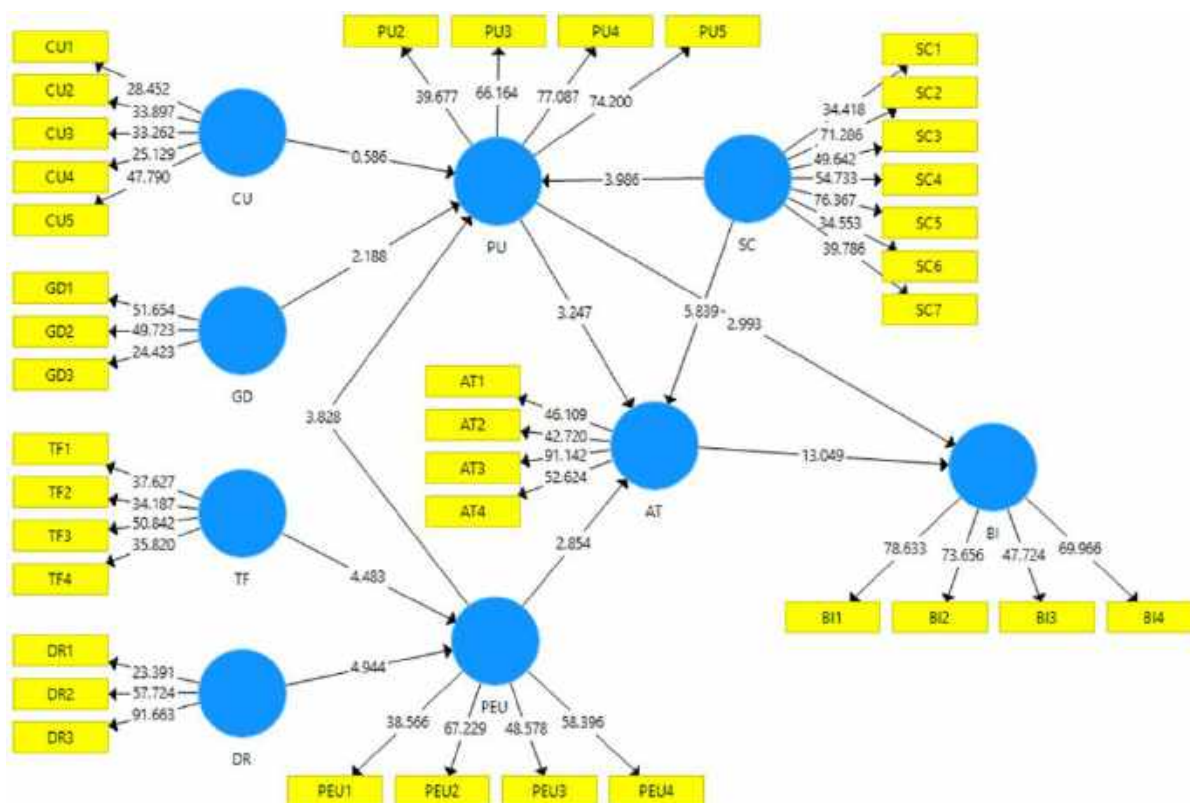 PU2
PU3
PU4
PU5
39.677
66.164
77.087
74.200
CU1
CU2
CU3
CU4
CU5
28.452
33.897
33.262
25.129
47.790
CU
0.586
PU
3.986
SC
SC1
SC2
SC3
SC4
SC5
SC6
SC7
34.418
71.286
49.642
54.733
76.367
34.553
39.786
GD1
GD2
GD3
51.654
49.723
24.423
GD
2.188
3.247
5.839
2.993
3.828
AT1
AT2
AT3
AT4
46.109
42.720
91.142
52.624
AT
13.049
BI
TF1
TF2
TF3
TF4
37.627
34.187
50.842
35.820
TF
4.483
2.854
78.633
73.656
47.724
69.966
BI1
BI2
BI3
BI4
DR1
DR2
DR3
23.391
57.724
91.663
DR
4.944
PEU
38.566
67.229
48.578
58.396
PEU1
PEU2
PEU3
PEU4